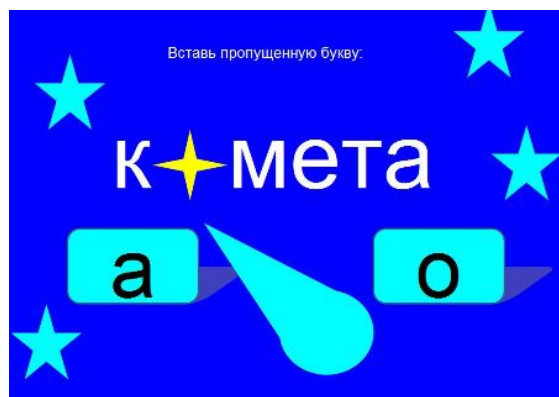 Вставь пропущенную букву:
к мета
а о